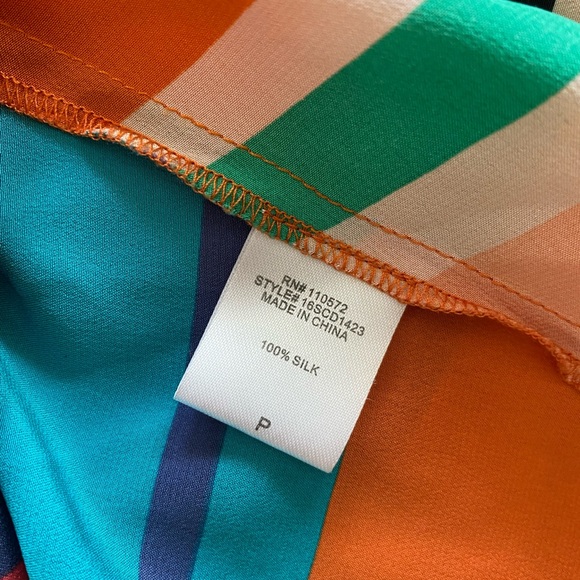 RN# 110572
STYLE# 16SCD1423
MADE IN CHINA
100% SILK
P